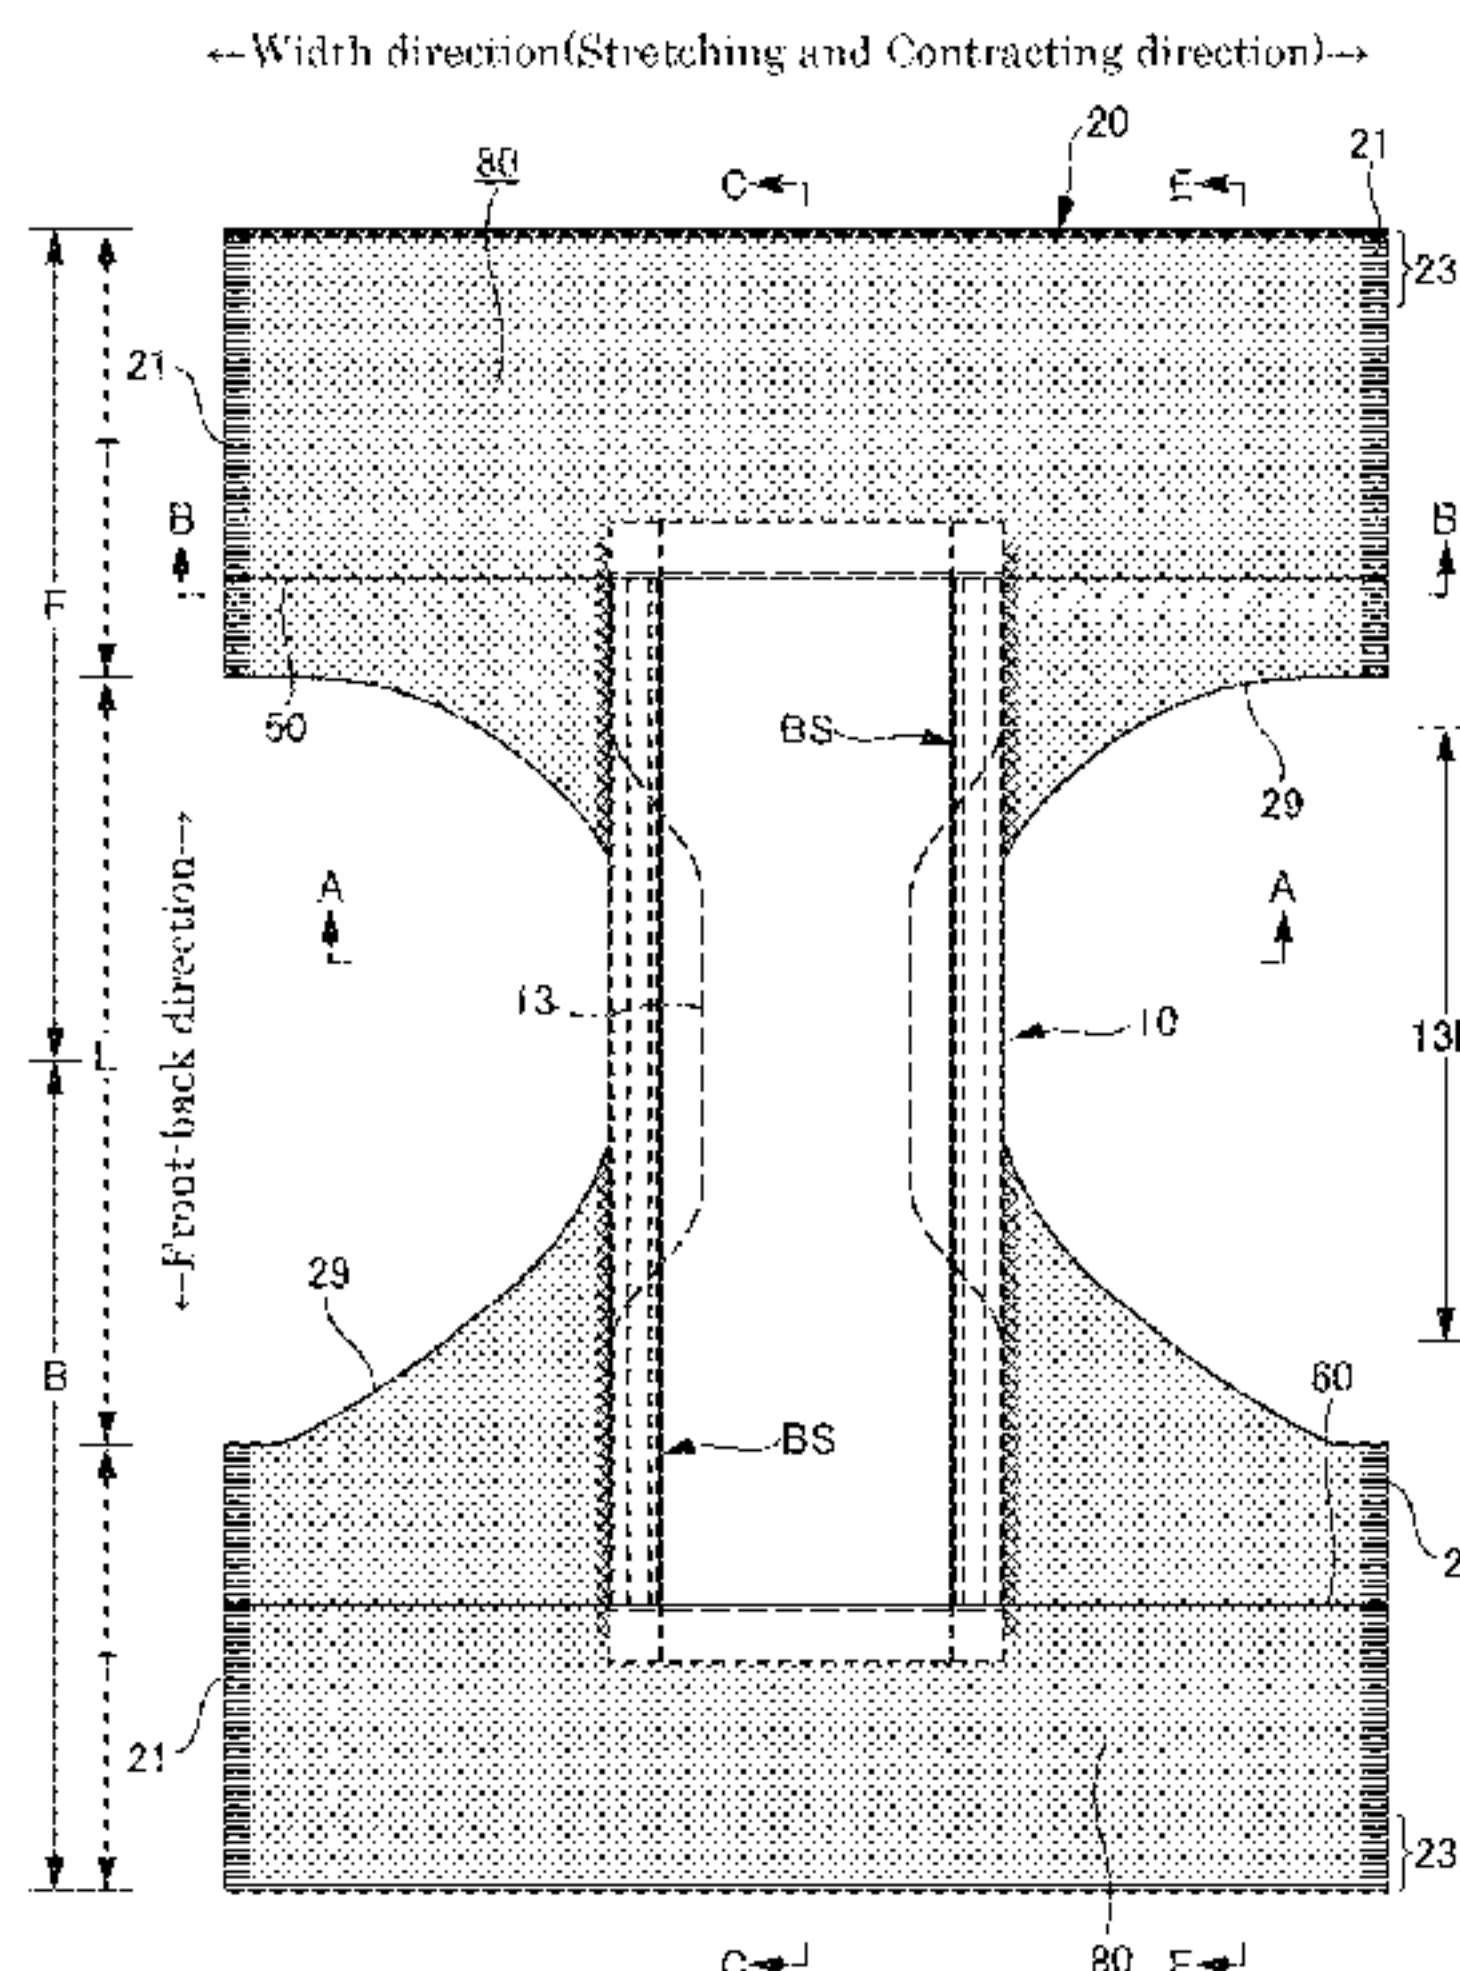 ←Width direction(Stretching and Contracting direction)→
20
21
80
C
E
23
21
B
B
F
50
BS
29
A
A
←Front-back direction→
13
10
L
29
B
60
BS
21
23
80
C
E